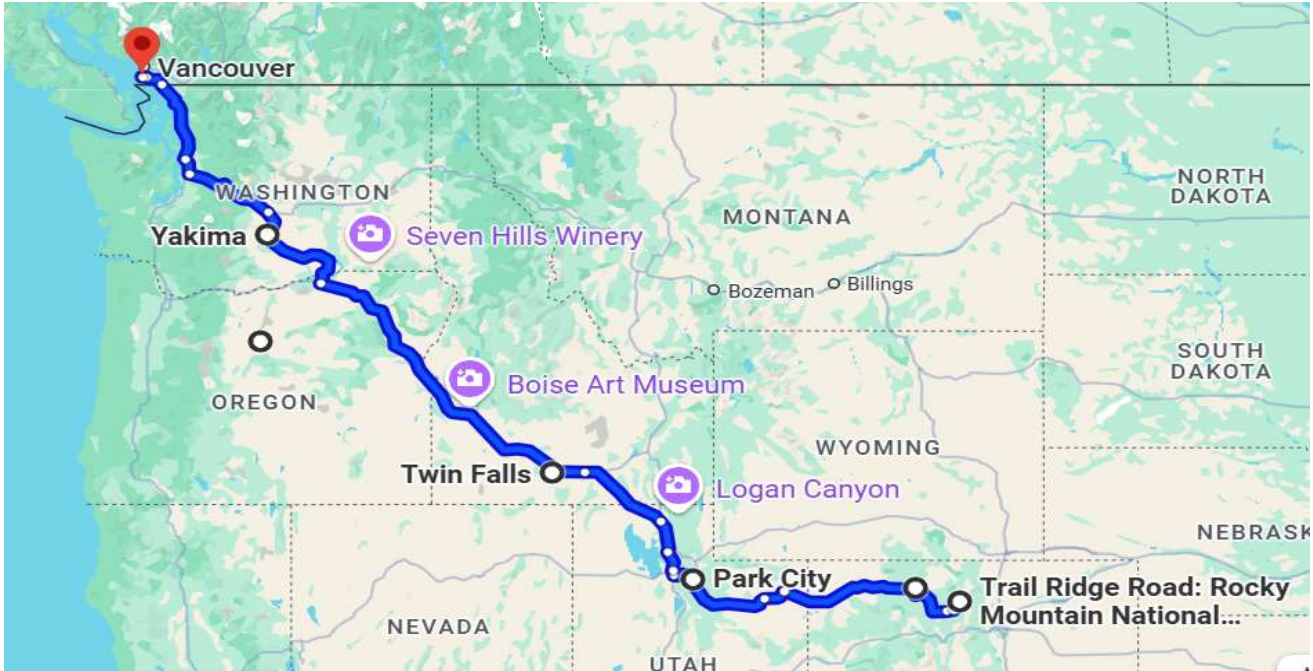 Vancouver
WASHINGTON
NORTH
DAKOTA
MONTANA
Yakima
Seven Hills Winery
Bozeman
Billings
SOUTH
DAKOTA
Boise Art Museum
OREGON
WYOMING
Twin Falls
Logan Canyon
NEBRASK
Park City
Trail Ridge Road: Rocky
Mountain National...
NEVADA
UTAH